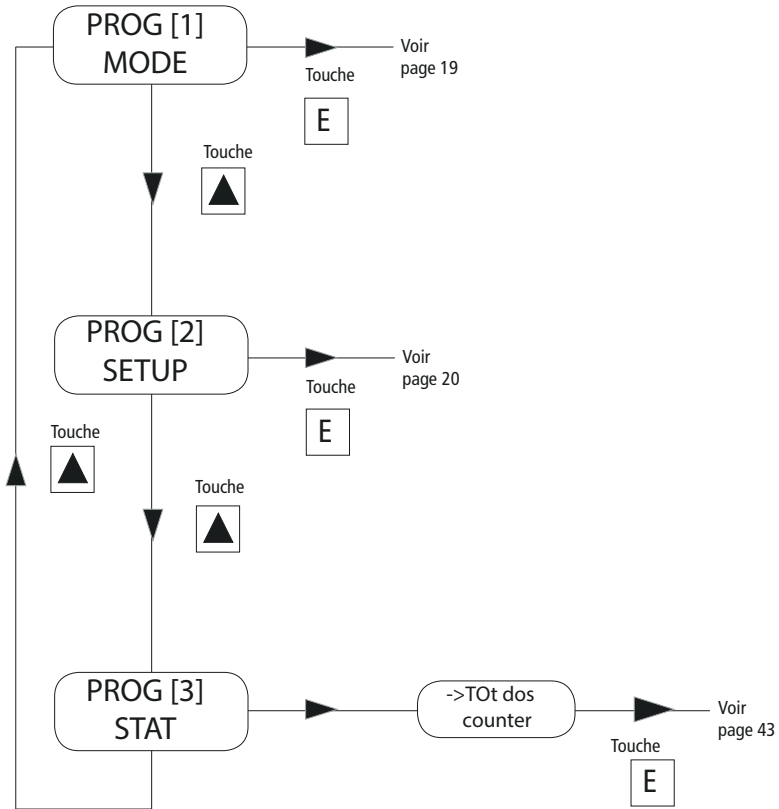 PROG [1]
MODE
Touche
E
Voir
page 19
Touche
PROG [2]
SETUP
Touche
E
Voir
page 20
Touche
Touche
PROG [3]
STAT
->TOt dos
counter
Touche
E
Voir
page 43